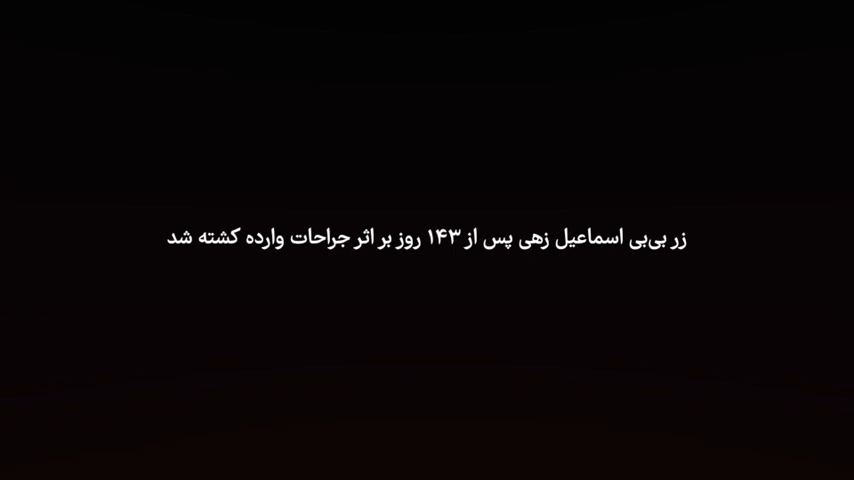 زر بی‌بی اسماعیل زهی پس از ۱۴۳ روز بر اثر جراحات وارده کشته شد